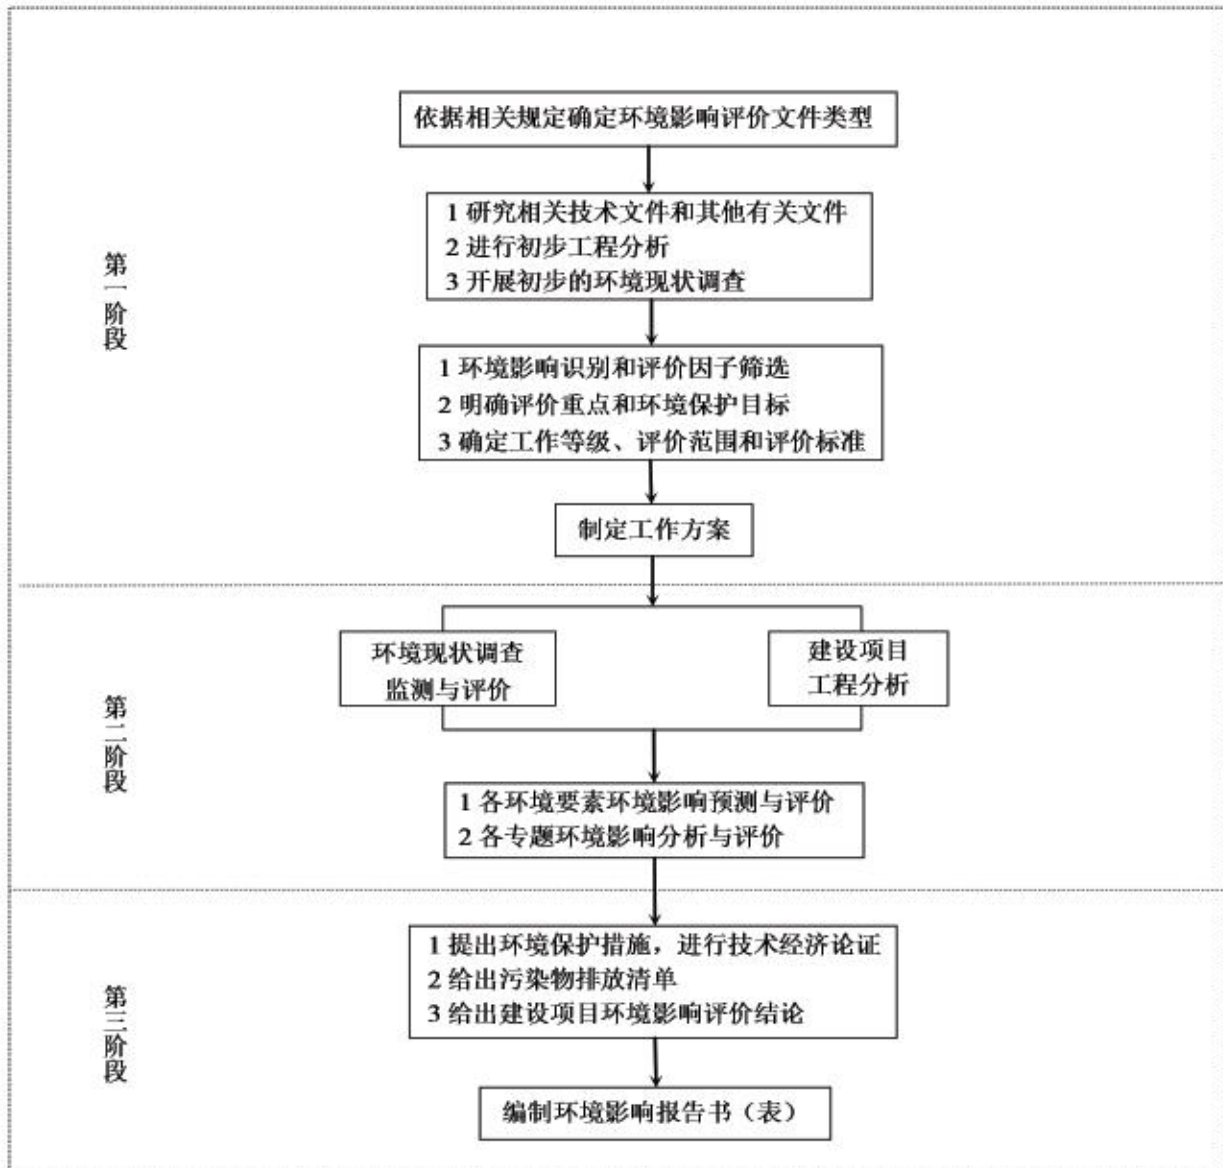 依据相关规定确定环境影响评价文件类型
第一阶段
1 研究相关技术文件和其他有关文件
2 进行初步工程分析
3 开展初步的环境现状调查
1 环境影响识别和评价因子筛选
2 明确评价重点和环境保护目标
3 确定工作等级、评价范围和评价标准
制定工作方案
第二阶段
环境现状调查
监测与评价
建设项目
工程分析
1 各环境要素环境影响预测与评价
2 各专题环境影响分析与评价
第三阶段
1 提出环境保护措施，进行技术经济论证
2 给出污染物排放清单
3 给出建设项目环境影响评价结论
编制环境影响报告书（表）